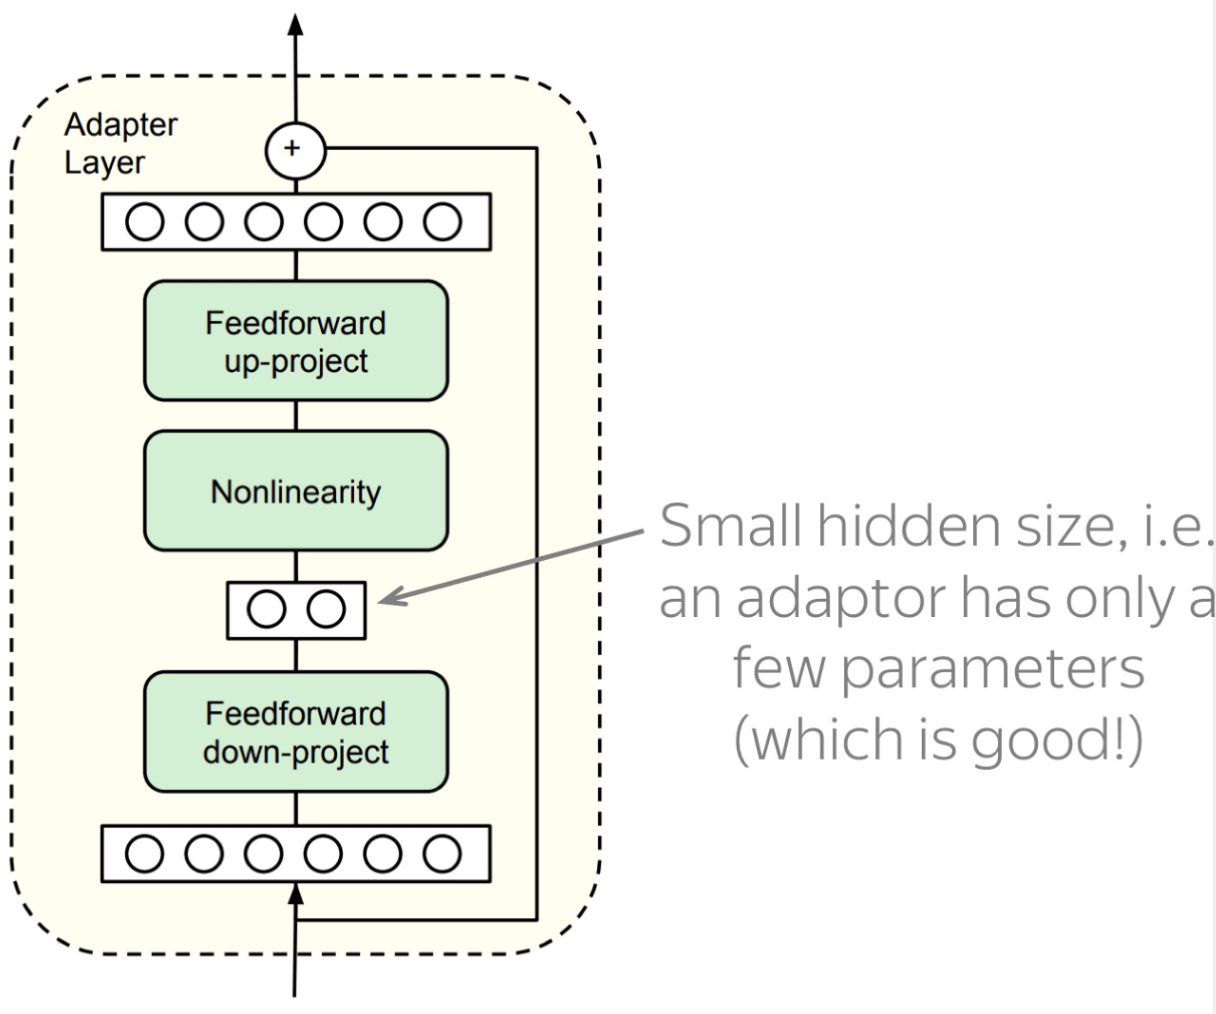 Adapter
Layer
+
Feedforward
up-project
Nonlinearity
Small hidden size, i.e.
an adaptor has only a
few parameters
(which is good!)
Feedforward
down-project